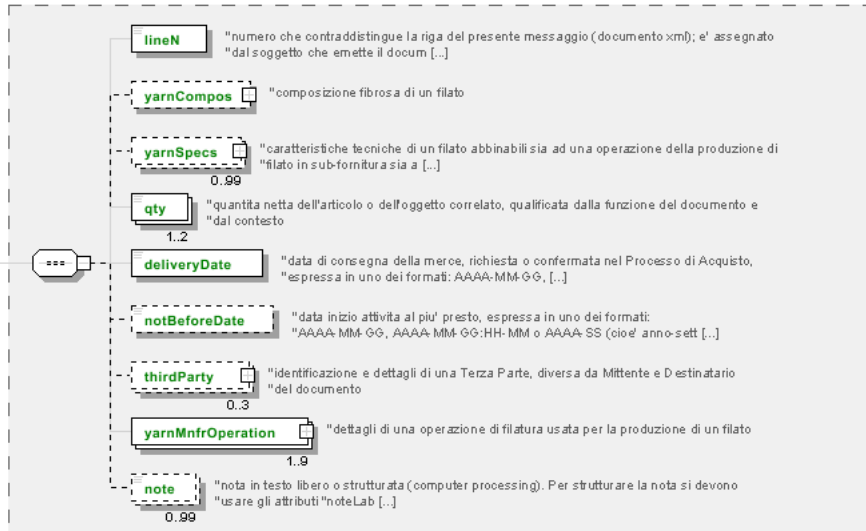 lineN
"numero che contraddistingue la riga del presente messaggio (documento xml); e' assegnato
"dal soggetto che emette il docum [...]
yarnCompos
"composizione fibrosa di un filato
yarnSpecs
"caratteristiche tecniche di un filato abbinabili sia ad una operazione della produzione di
"filato in sub-fornitura sia a [...]
0..99
qty
"quantita netta dell'articolo o dell'oggetto correlato, qualificata dalla funzione del documento e
"dal contesto
1..2
deliveryDate
"data di consegna della merce, richiesta o confermata nel Processo di Acquisto,
"espressa in uno dei formati: AAAA-MM-GG, [...]
notBeforeDate
"data inizio attivita al piu' presto, espressa in uno dei formati:
"AAAA-MM-GG, AAAA-MM-GG:HH-MM o AAAA-SS (cioe' anno-sett [...]
thirdParty
"identificazione e dettagli di una Terza Parte, diversa da Mittente e Destinatario
"del documento
0..3
yarnMnfrOperation
"dettagli di una operazione di filatura usata per la produzione di un filato
1..9
note
"nota in testo libero o strutturata (computer processing). Per strutturare la nota si devono
"usare gli attributi "noteLab [...]
0..99